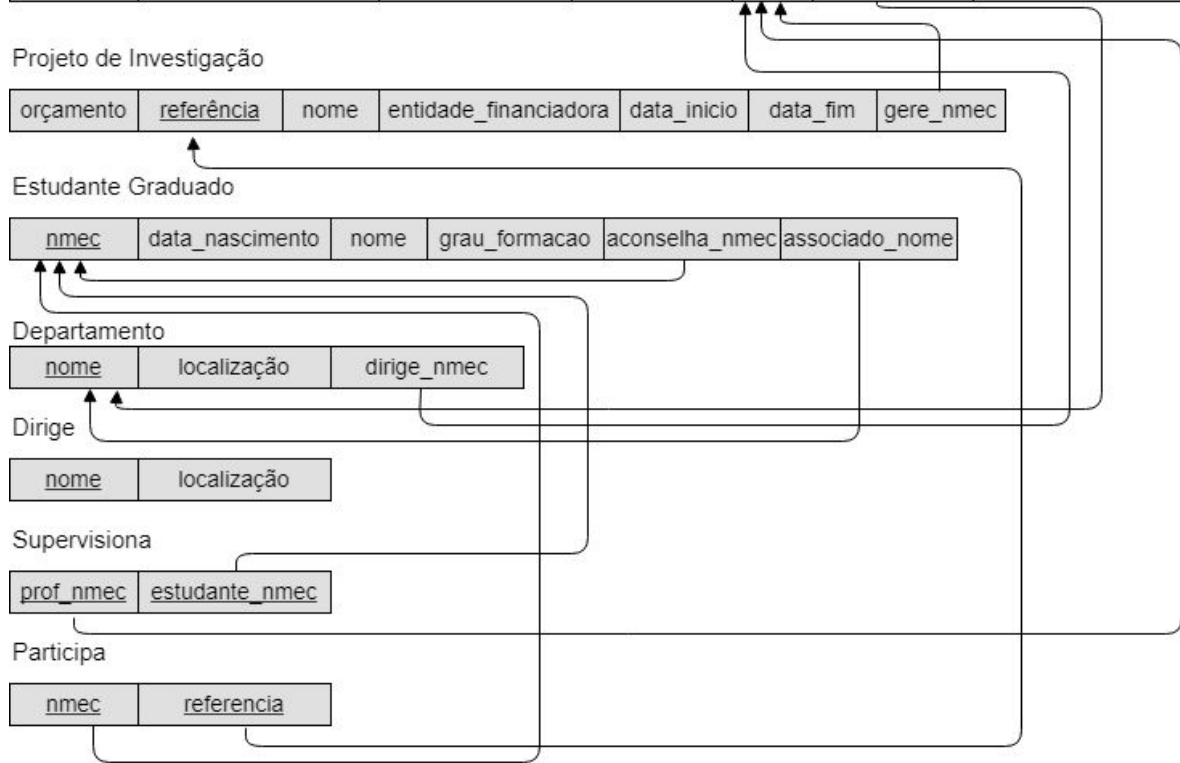 Projeto de Investigação
orçamento referência nome entidade_financiadora data_inicio data_fim gere_nmec
Estudante Graduado
nmec data_nascimento nome grau_formacao aconselha_nmec associado_nome
Departamento
nome localização dirige_nmec
Dirige
nome localização
Supervisiona
prof_nmec estudante_nmec
Participa
nmec referencia